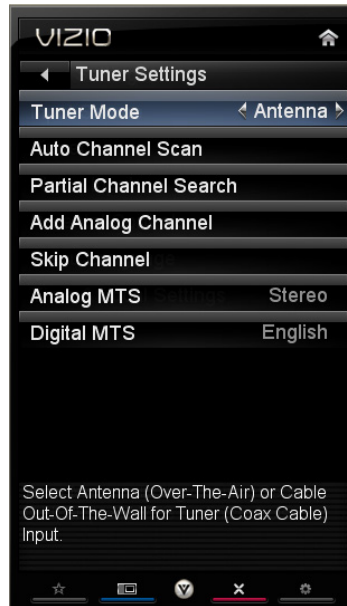 VIZIO
Tuner Settings
Tuner Mode Antenna
Auto Channel Scan
Partial Channel Search
Add Analog Channel
Skip Channel
Analog MTS Stereo
Digital MTS English
Select Antenna (Over-The-Air) or Cable
Out-Of-The-Wall for Tuner (Coax Cable)
Input.